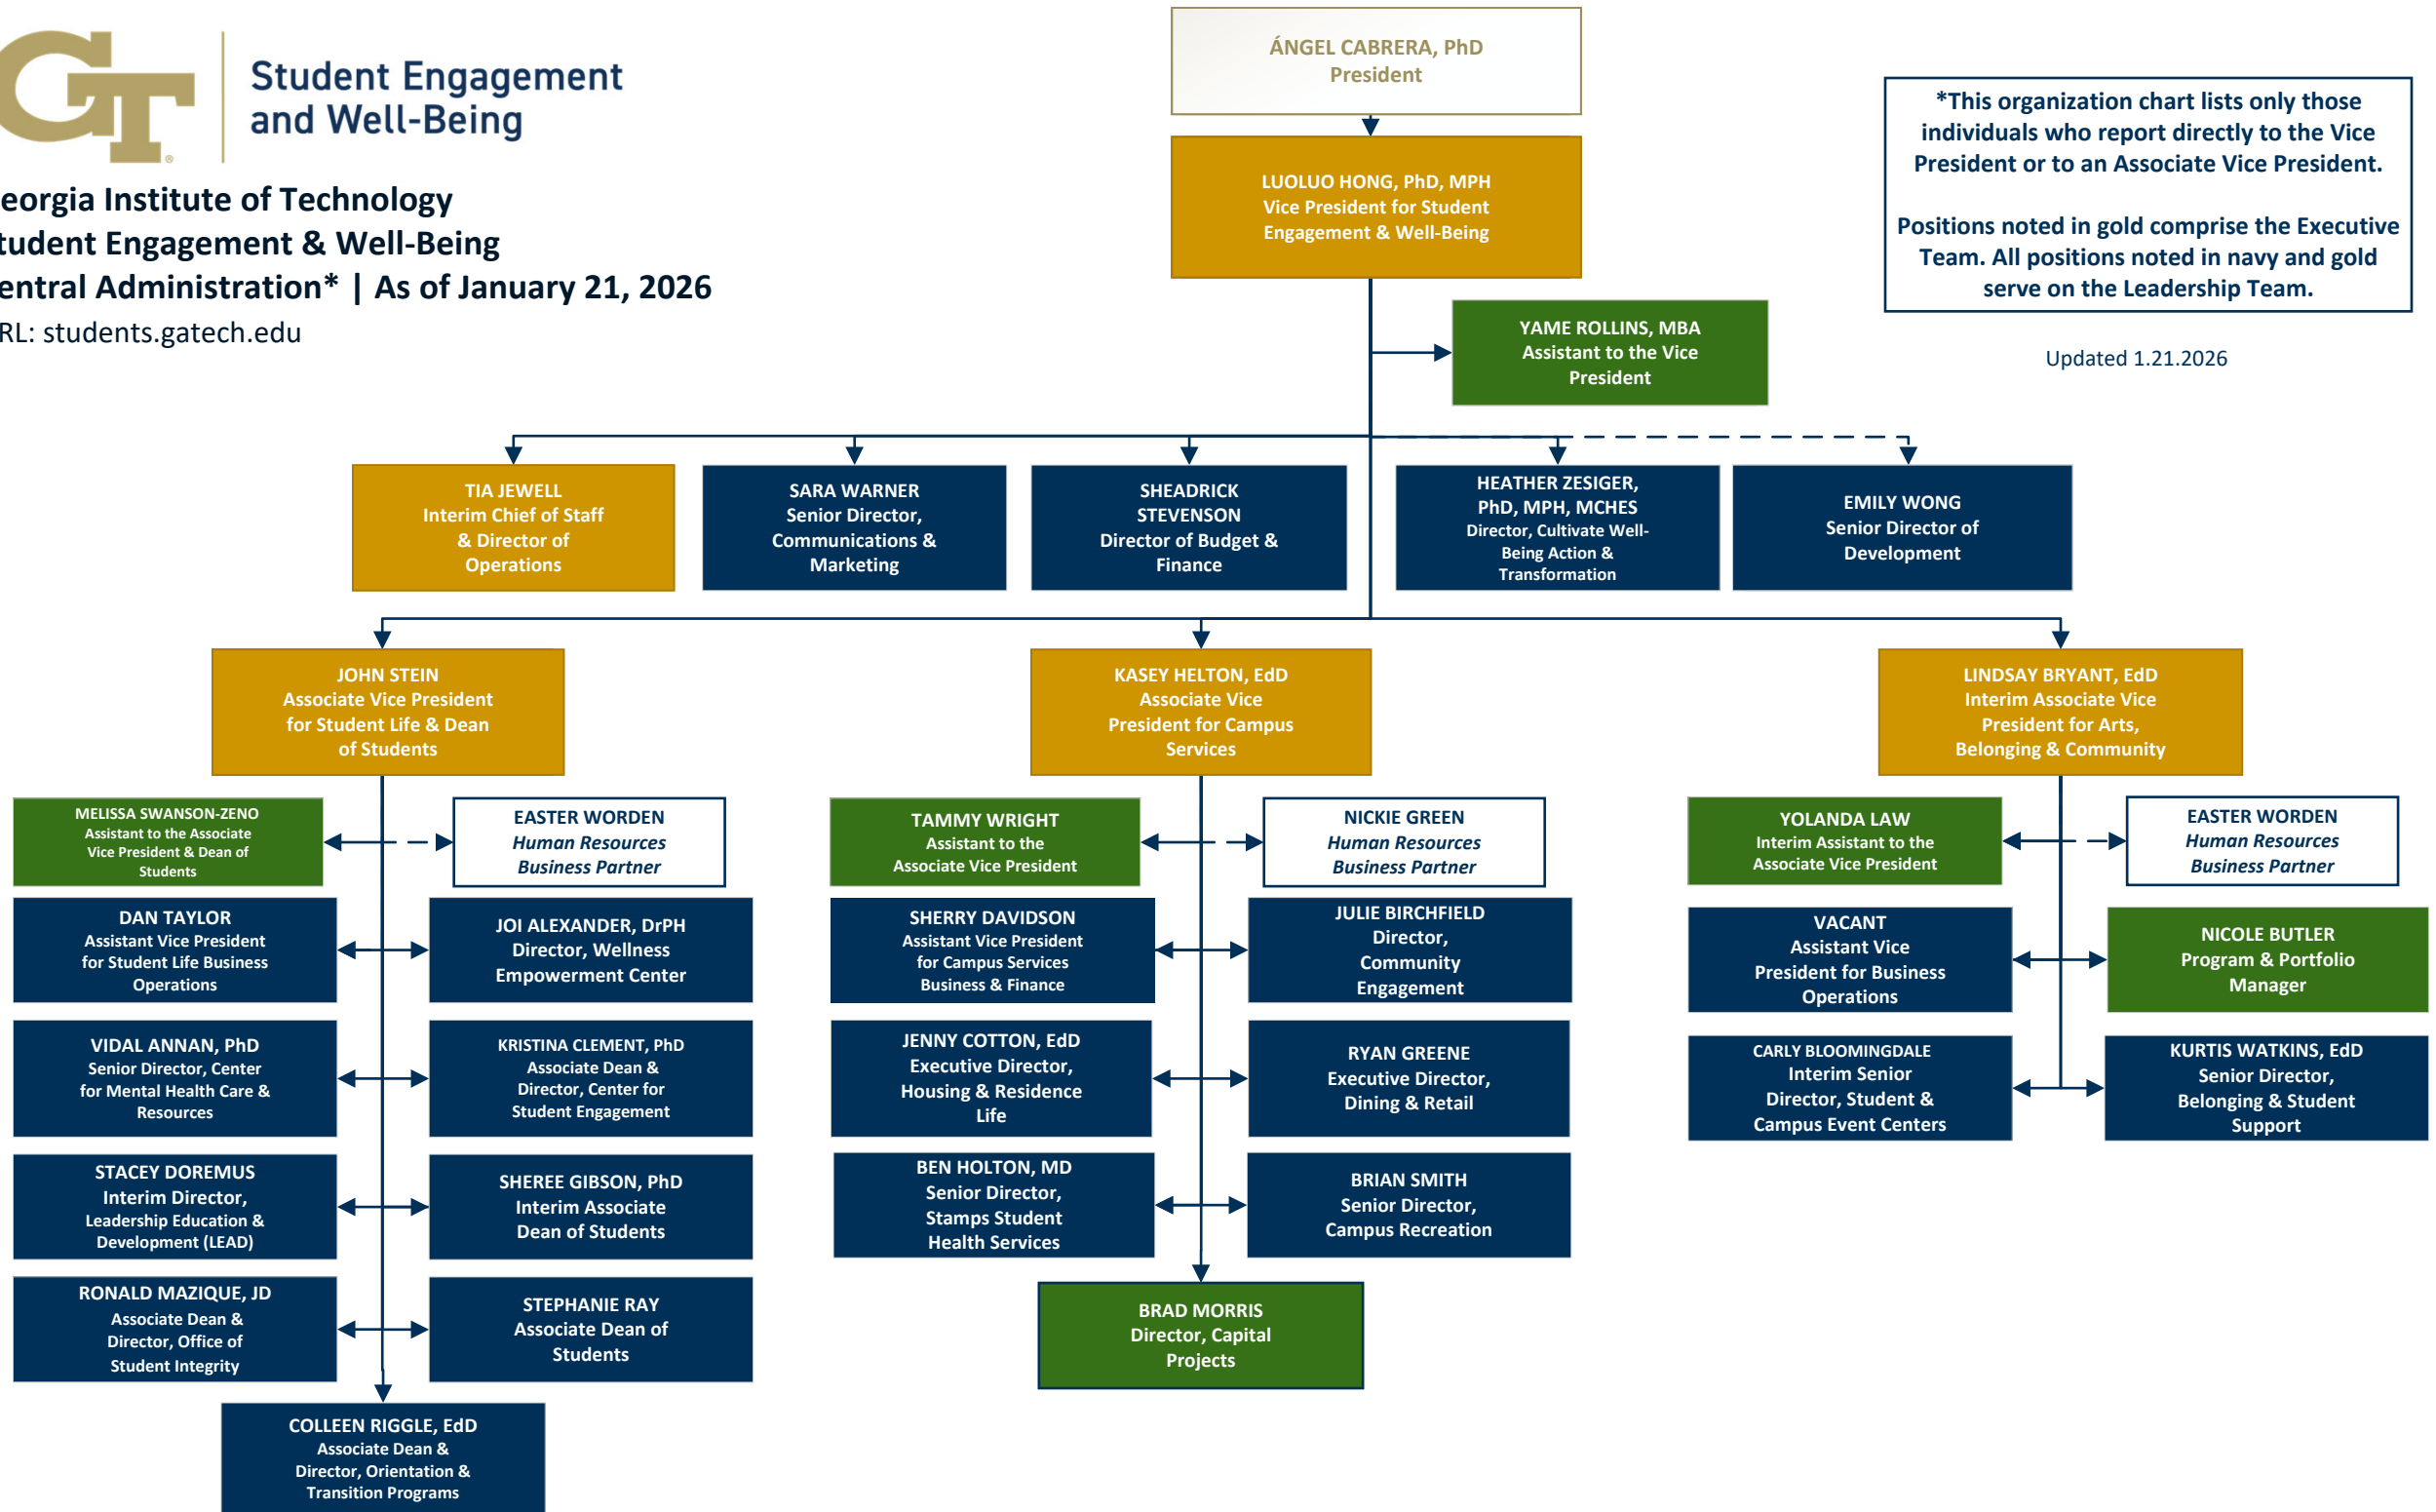 GT
Student Engagement
and Well-Being
®
eorgia Institute of Technology
tudent Engagement & Well-Being
entral Administration* | As of January 21, 2026
RL: students.gatech.edu
ÁNGEL CABRERA, PhD
President
LUOLUO HONG, PhD, MPH
Vice President for Student
Engagement & Well-Being
*This organization chart lists only those
individuals who report directly to the Vice
President or to an Associate Vice President.
Positions noted in gold comprise the Executive
Team. All positions noted in navy and gold
serve on the Leadership Team.
Updated 1.21.2026
YAME ROLLINS, MBA
Assistant to the Vice
President
TIA JEWELL
Interim Chief of Staff
& Director of
Operations
SARA WARNER
Senior Director,
Communications &
Marketing
SHEADRICK
STEVENSON
Director of Budget &
Finance
HEATHER ZESIGER,
PhD, MPH, MCHES
Director, Cultivate Well-
Being Action &
Transformation
EMILY WONG
Senior Director of
Development
JOHN STEIN
Associate Vice President
for Student Life & Dean
of Students
KASEY HELTON, EdD
Associate Vice
President for Campus
Services
LINDSAY BRYANT, EdD
Interim Associate Vice
President for Arts,
Belonging & Community
MELISSA SWANSON-ZENO
Assistant to the Associate
Vice President & Dean of
Students
EASTER WORDEN
Human Resources
Business Partner
DAN TAYLOR
Assistant Vice President
for Student Life Business
Operations
JOI ALEXANDER, DrPH
Director, Wellness
Empowerment Center
VIDAL ANNAN, PhD
Senior Director, Center
for Mental Health Care &
Resources
KRISTINA CLEMENT, PhD
Associate Dean &
Director, Center for
Student Engagement
STACEY DOREMUS
Interim Director,
Leadership Education &
Development (LEAD)
SHEREE GIBSON, PhD
Interim Associate
Dean of Students
RONALD MAZIQUE, JD
Associate Dean &
Director, Office of
Student Integrity
STEPHANIE RAY
Associate Dean of
Students
COLLEEN RIGGLE, EdD
Associate Dean &
Director, Orientation &
Transition Programs
TAMMY WRIGHT
Assistant to the
Associate Vice President
NICKIE GREEN
Human Resources
Business Partner
SHERRY DAVIDSON
Assistant Vice President
for Campus Services
Business & Finance
JULIE BIRCHFIELD
Director,
Community
Engagement
JENNY COTTON, EdD
Executive Director,
Housing & Residence
Life
RYAN GREENE
Executive Director,
Dining & Retail
BEN HOLTON, MD
Senior Director,
Stamps Student
Health Services
BRIAN SMITH
Senior Director,
Campus Recreation
BRAD MORRIS
Director, Capital
Projects
YOLANDA LAW
Interim Assistant to the
Associate Vice President
EASTER WORDEN
Human Resources
Business Partner
VACANT
Assistant Vice
President for Business
Operations
NICOLE BUTLER
Program & Portfolio
Manager
CARLY BLOOMINGDALE
Interim Senior
Director, Student &
Campus Event Centers
KURTIS WATKINS, EdD
Senior Director,
Belonging & Student
Support